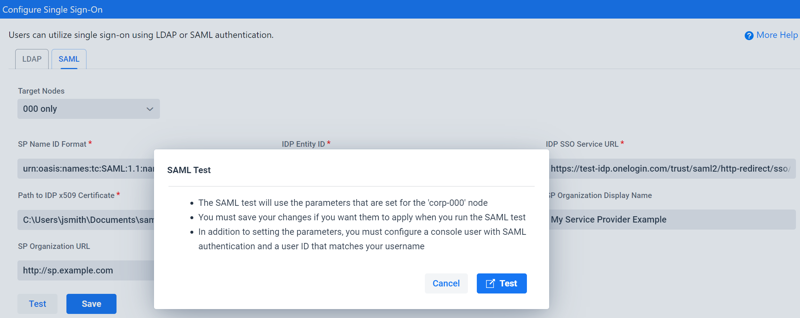 Configure Single Sign-On
Users can utilize single sign-on using LDAP or SAML authentication.
More Help
LDAP
SAML
Target Nodes
000 only
SP Name ID Format *
IDP Entity ID *
IDP SSO Service URL *
urn:oasis:names:tc:SAML:1.1:nam
https://test-idp.onelogin.com/trust/saml2/http-redirect/sso/
Path to IDP x509 Certificate *
SP Organization Display Name
C:\Users\jsmith\Documents\sam
My Service Provider Example
SP Organization URL
http://sp.example.com
Test
Save
SAML Test
• The SAML test will use the parameters that are set for the 'corp-000' node
• You must save your changes if you want them to apply when you run the SAML test
• In addition to setting the parameters, you must configure a console user with SAML
authentication and a user ID that matches your username
Cancel
Test